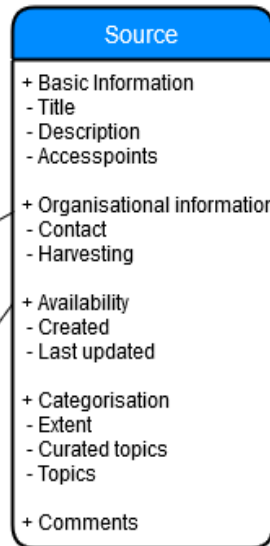 Source
+ Basic Information
- Title
- Description
- Accesspoints
+ Organisational information
- Contact
- Harvesting
+ Availability
- Created
- Last updated
+ Categorisation
- Extent
- Curated topics
- Topics
+ Comments